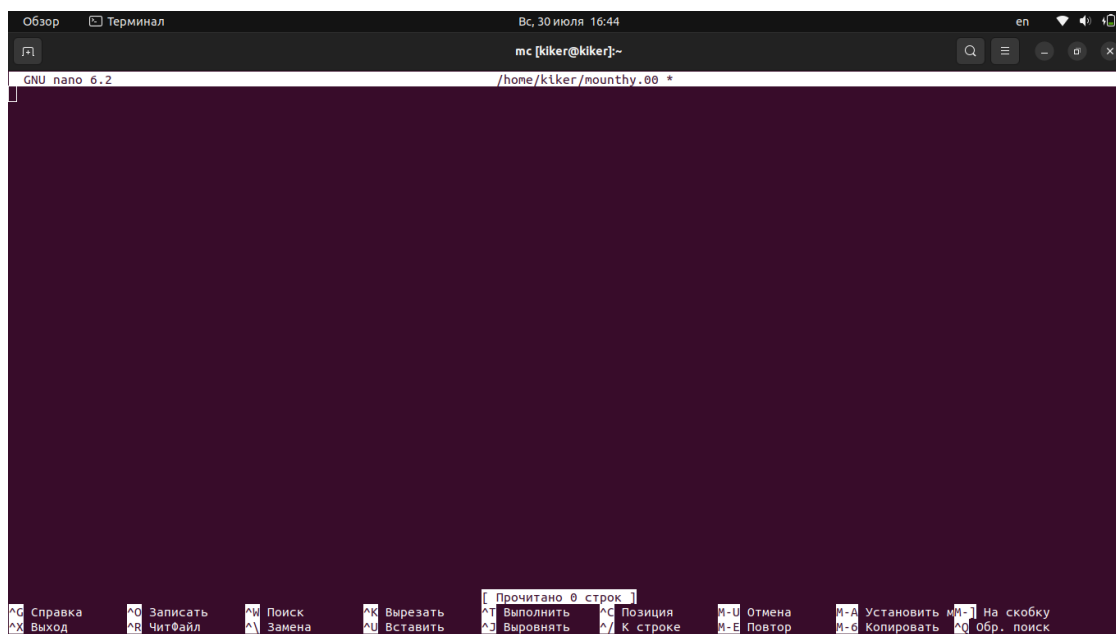 Обзор Терминал Вс, 30 июля 16:44 en
mc [kiker@kiker]:~
GNU nano 6.2 /home/kiker/mounthy.00 *
[ Прочитано 0 строк ]
^G Справка ^O Записать ^W Поиск ^K Вырезать ^T Выполнить ^C Позиция M-U Отмена M-A Установить мM-] На скобку
^X Выход ^R ЧитФайл ^\ Замена ^U Вставить ^J Выровнять ^/ К строке M-E Повтор M-6 Копировать ^Q Обр. поиск